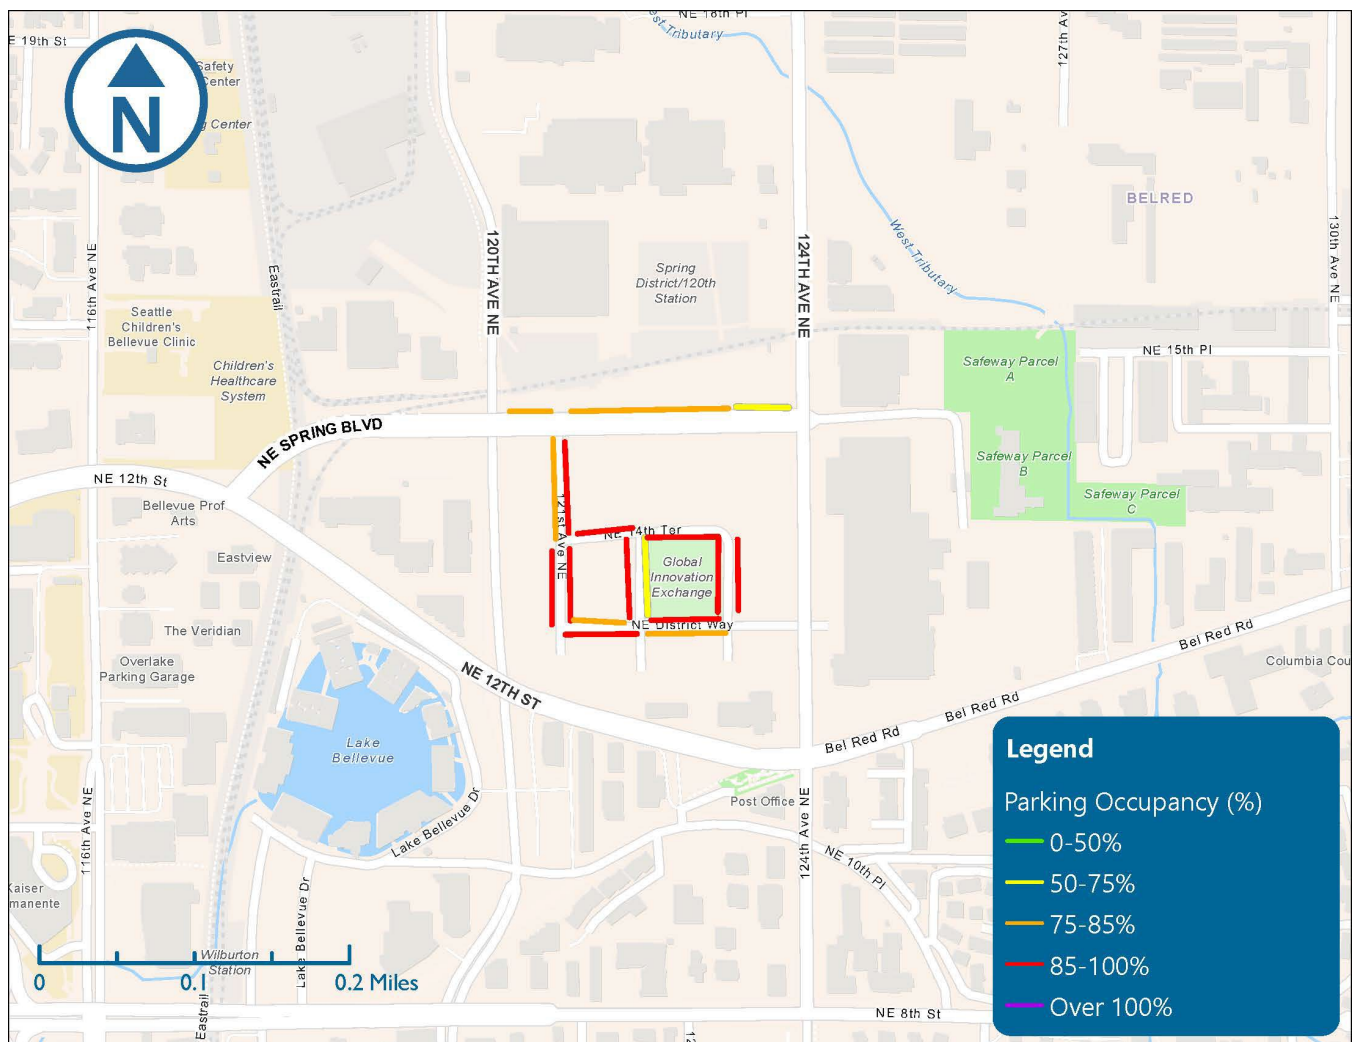 NE 18th Pl
E 19th St
West Tributary
127th Av
Safety
Center
g Center
N
BELRED
120TH AVE NE
124TH AVE NE
West Tributary
130th Ave NE
116th Ave NE
Eastrail
Spring
District/120th
Station
Seattle
Children's
Bellevue Clinic
Children's
Healthcare
System
NE 15th Pl
Safeway Parcel
A
NE SPRING BLVD
Safeway Parcel
B
Safeway Parcel
C
NE 12th St
Bellevue Prof
Arts
121st Ave NE
NE 14th Ter
Eastview
Global
Innovation
Exchange
The Veridian
NE District Way
Overlake
Parking Garage
NE 12TH ST
Bel Red Rd
Columbia Cou
Bel Red Rd
Bel Red Rd
Lake
Bellevue
Post Office
Lake Bellevue Dr
116th Ave NE
124th Ave NE
NE 10th Pl
Kaiser
manente
Lake Bellevue Dr
Wilburton
Station
Eastrail
0
0.1
0.2 Miles
NE 8th St
12
Legend
Parking Occupancy (%)
0-50%
50-75%
75-85%
85-100%
Over 100%